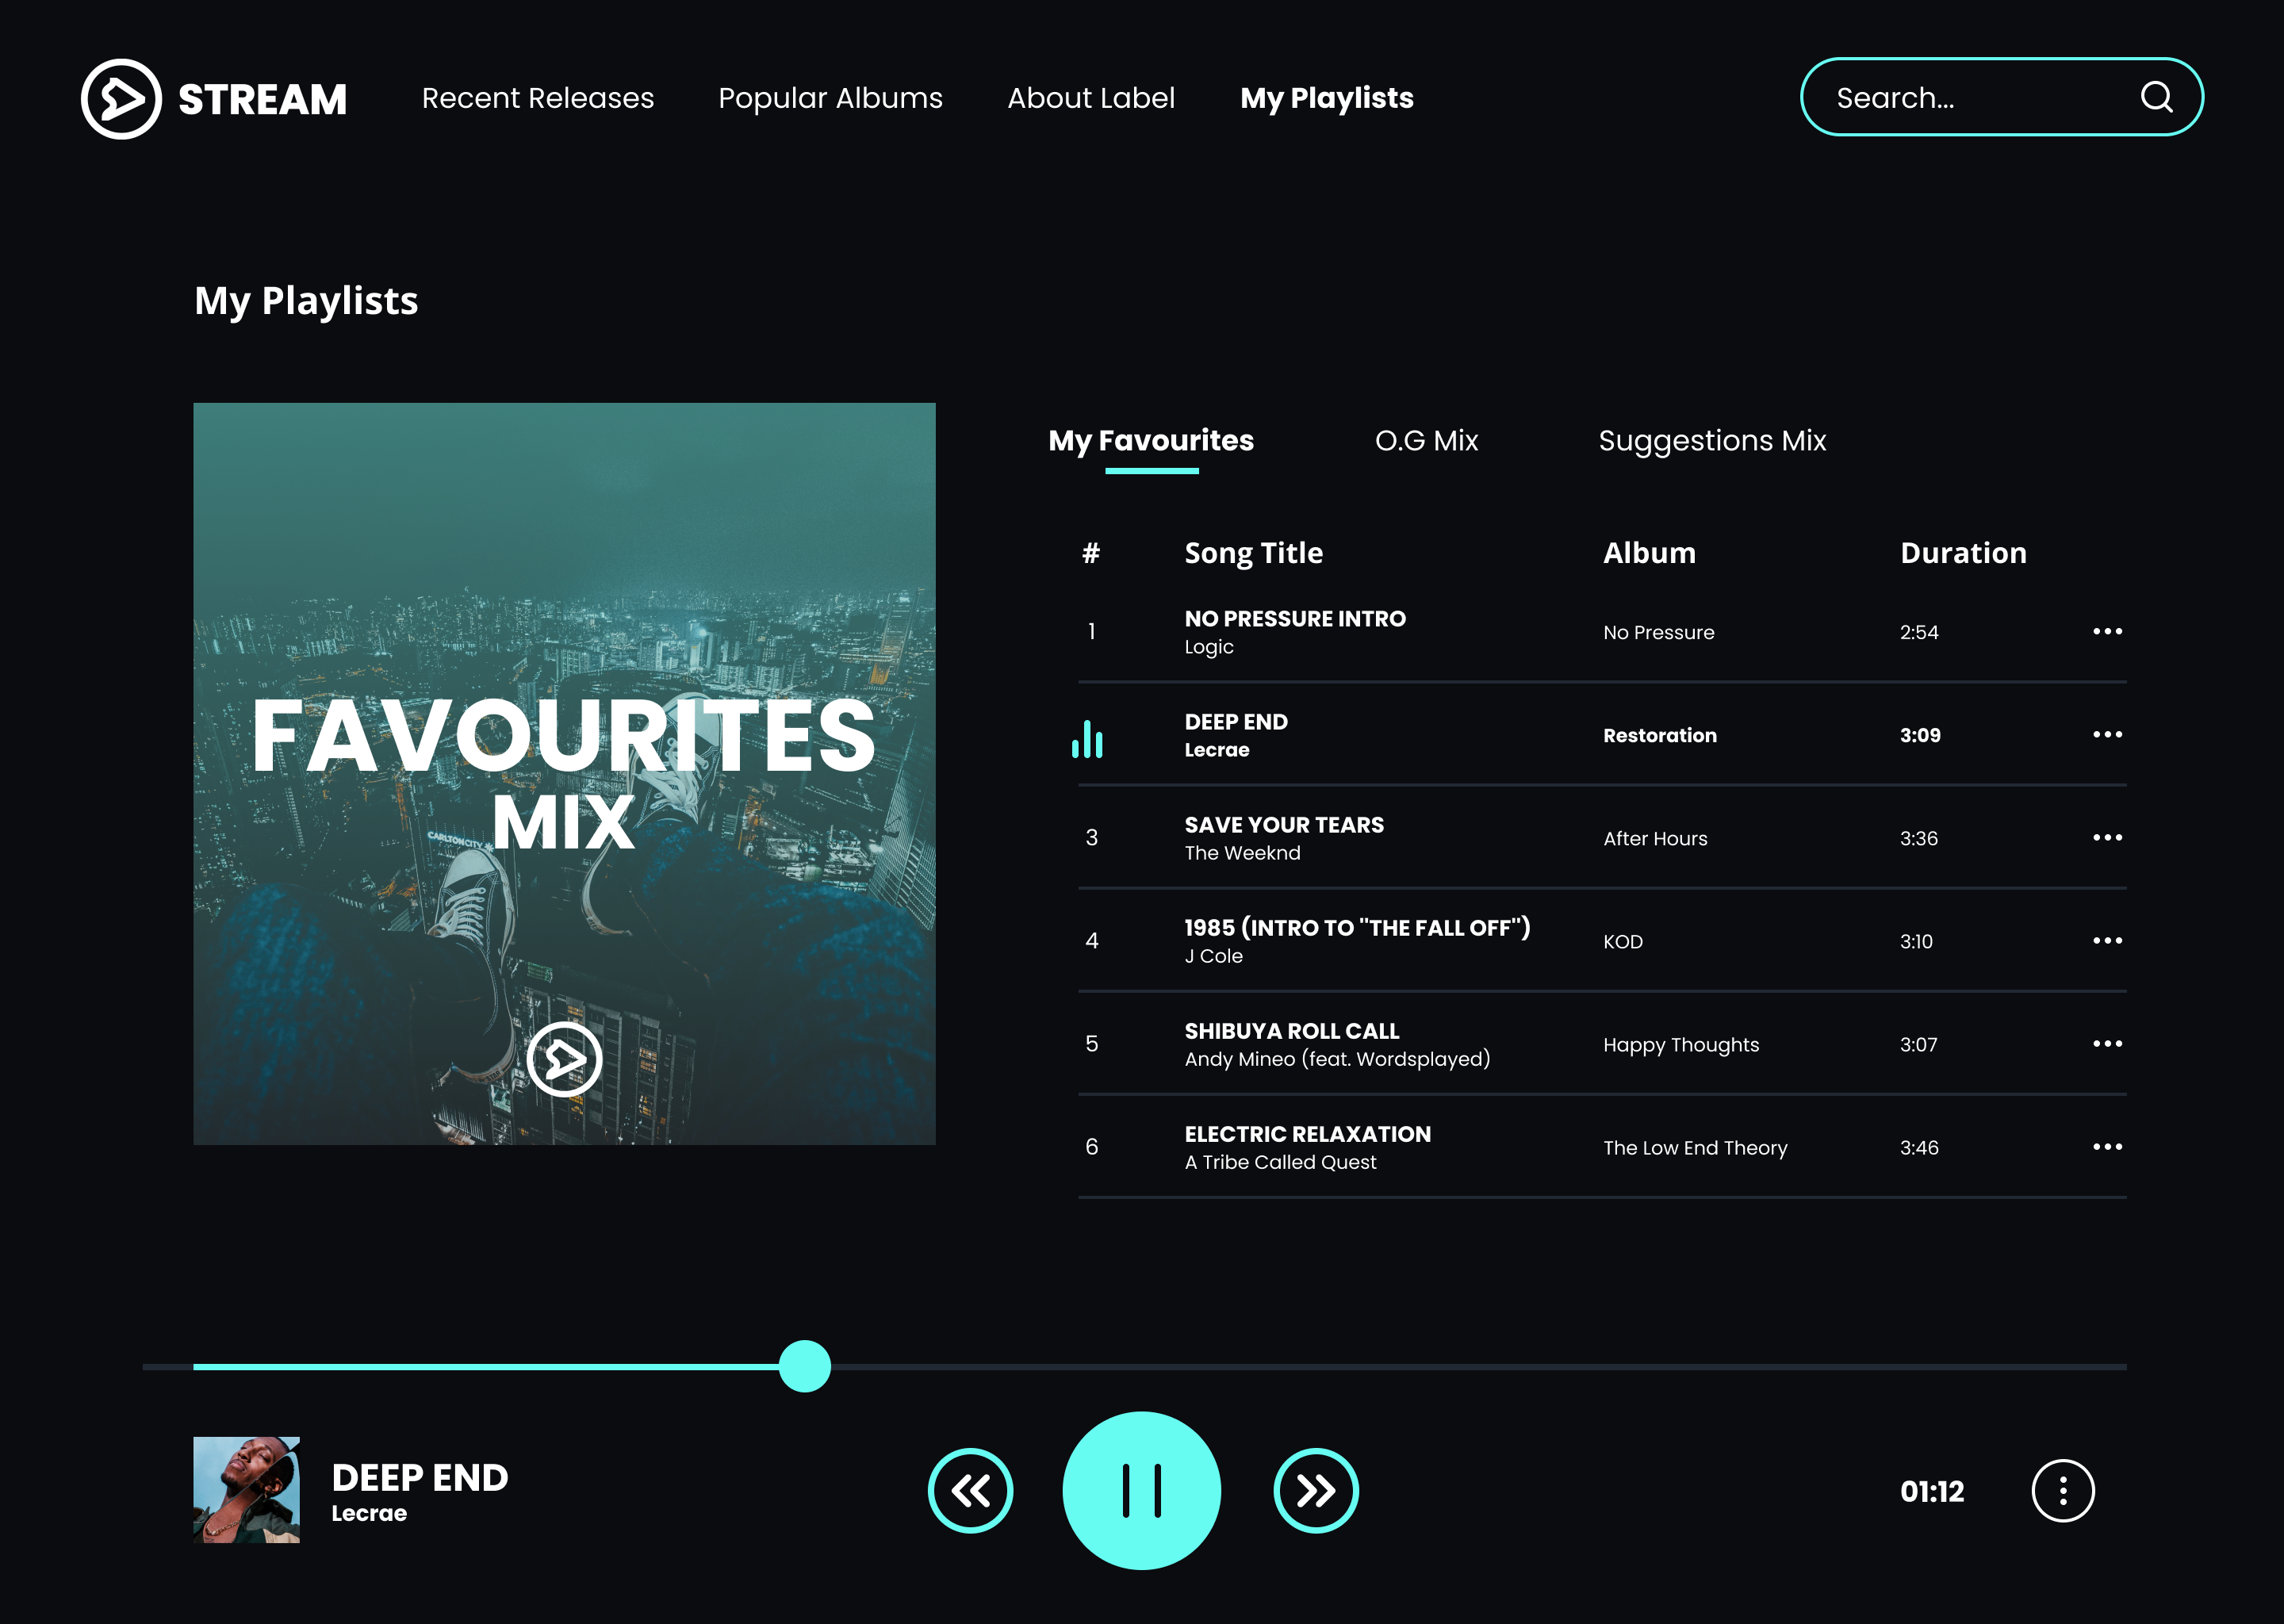 STREAM
Recent Releases
Popular Albums
About Label
My Playlists
Search...
My Playlists
FAVOURITES
MIX
CARLTON CITY
My Favourites
O.G Mix
Suggestions Mix
# Song Title Album Duration
1 NO PRESSURE INTRO
Logic
No Pressure 2:54
DEEP END
Lecrae
Restoration 3:09
3 SAVE YOUR TEARS
The Weeknd
After Hours 3:36
4 1985 (INTRO TO "THE FALL OFF")
J Cole
KOD 3:10
5 SHIBUYA ROLL CALL
Andy Mineo (feat. Wordsplayed)
Happy Thoughts 3:07
6 ELECTRIC RELAXATION
A Tribe Called Quest
The Low End Theory 3:46
DEEP END
Lecrae
01:12